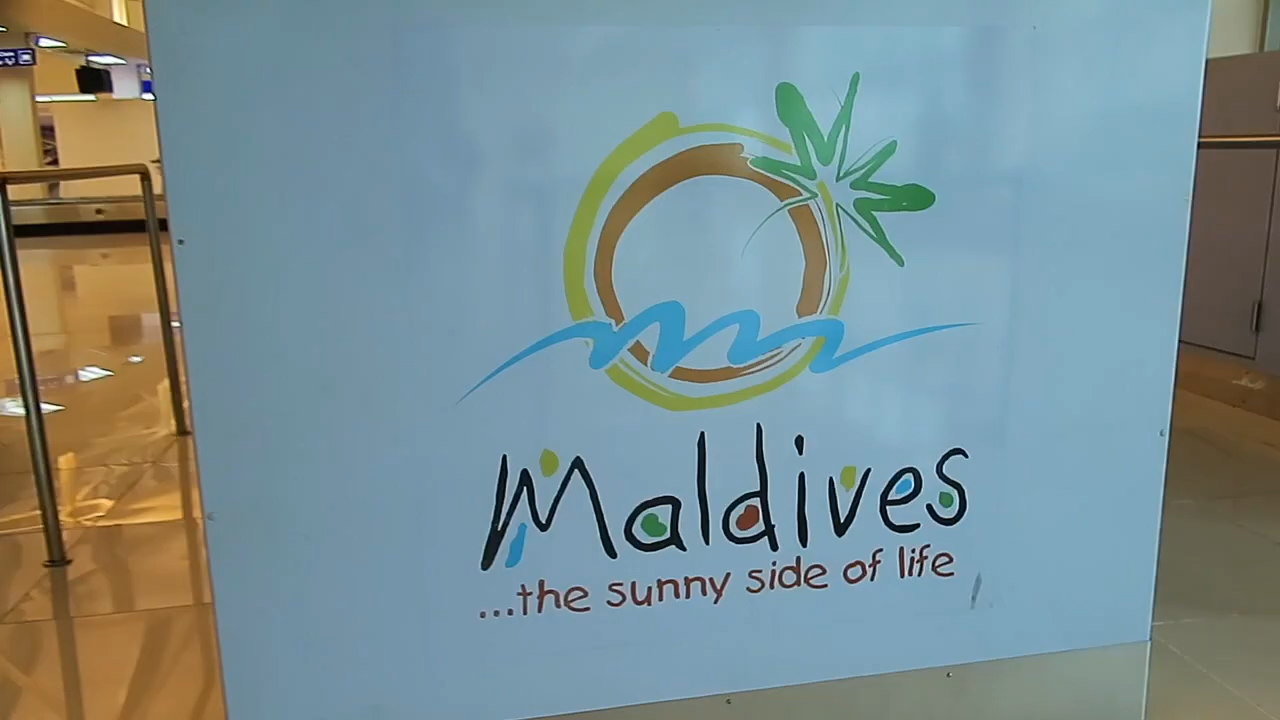 Maldives
...the sunny side of life